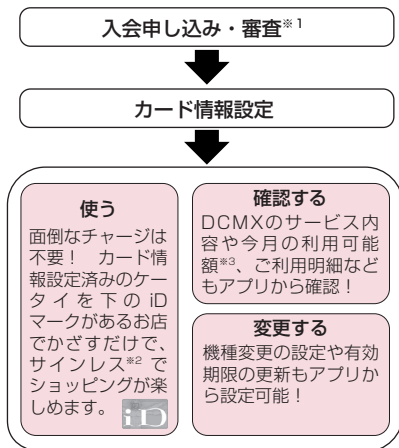 入会申し込み・審査※1
カード情報設定
使う
面倒なチャージは
不要！　カード情
報設定済みのケー
タイを下の iD
マークがあるお店
でかざすだけで、
サインレス※2 で
ショッピングが楽
しめます。
iD
確認する
DCMXのサービス内
容や今月の利用可能
額※3、ご利用明細など
もアプリから確認！
変更する
機種変更の設定や有効
期限の更新もアプリか
ら設定可能！